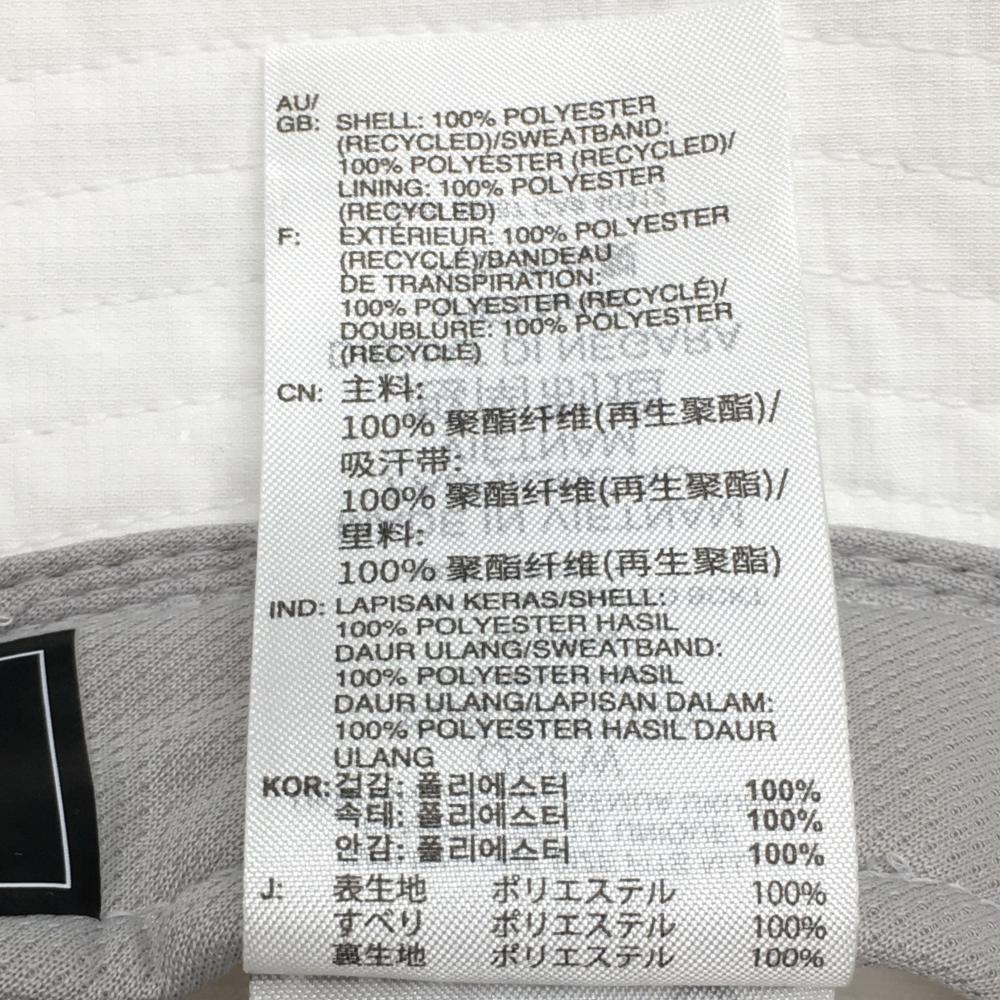 AU/
GB: SHELL: 100% POLYESTER
(RECYCLED)/SWEATBAND:
100% POLYESTER (RECYCLED)/
LINING: 100% POLYESTER
(RECYCLED)
F: EXTÉRIEUR: 100% POLYESTER
(RECYCLÉ)/BANDEAU
DE TRANSPIRATION:
100% POLYESTER (RECYCLÉ)/
DOUBLURE: 100% POLYESTER
(RECYCLÉ)
CN: 主料:
100% 聚酯纤维(再生聚酯)/
吸汗带:
100% 聚酯纤维(再生聚酯)/
里料:
100% 聚酯纤维(再生聚酯)
IND: LAPISAN KERAS/SHELL:
100% POLYESTER HASIL
DAUR ULANG/SWEATBAND:
100% POLYESTER HASIL
DAUR ULANG/LAPISAN DALAM:
100% POLYESTER HASIL DAUR
ULANG
KOR: 겉감: 폴리에스터 100%
속태: 폴리에스터 100%
안감: 폴리에스터 100%
J: 表生地 ポリエステル 100%
すべり ポリエステル 100%
裏生地 ポリエステル 100%